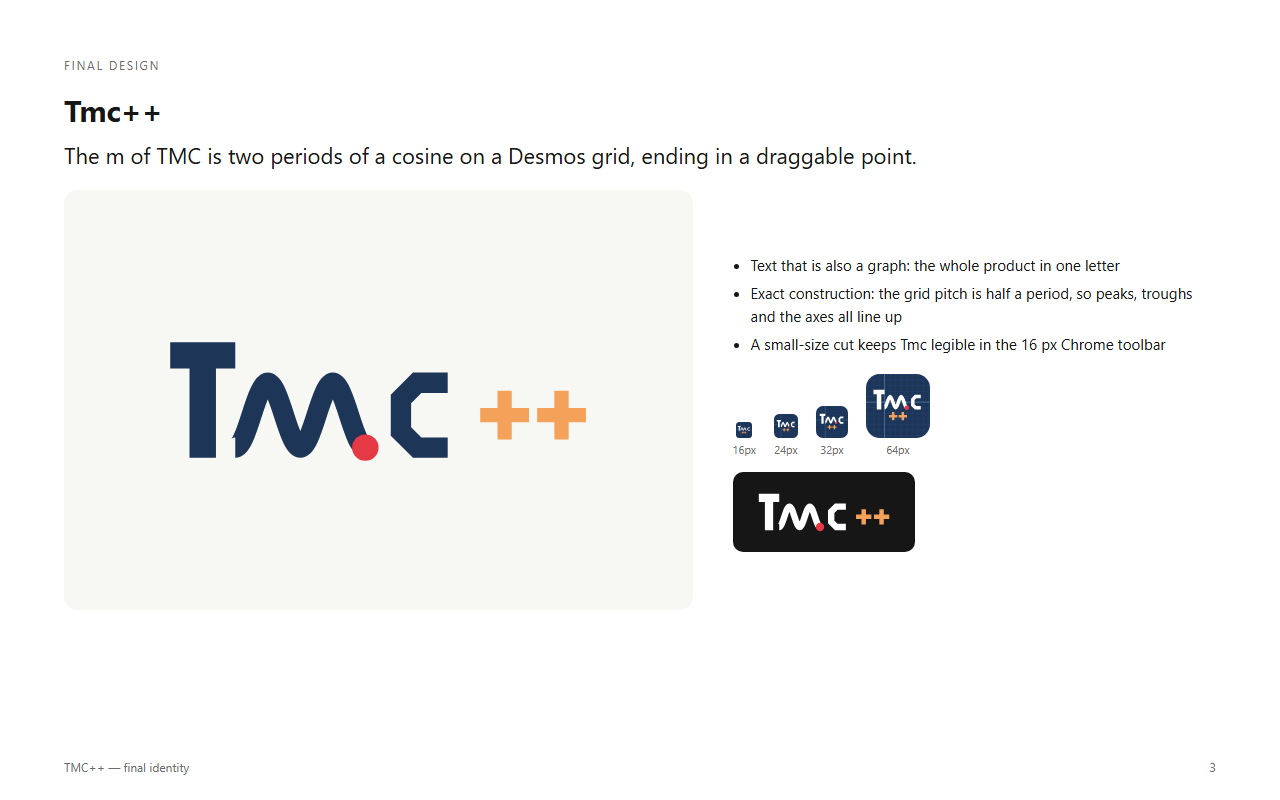 FINAL DESIGN
Tmc++
The m of TMC is two periods of a cosine on a Desmos grid, ending in a draggable point.
Tmc ++
• Text that is also a graph: the whole product in one letter
• Exact construction: the grid pitch is half a period, so peaks, troughs
and the axes all line up
• A small-size cut keeps Tmc legible in the 16 px Chrome toolbar
Tmc ++
Tmc ++
Tmc ++
Tmc ++
16px 24px 32px 64px
Tmc ++
TMC++ — final identity
3